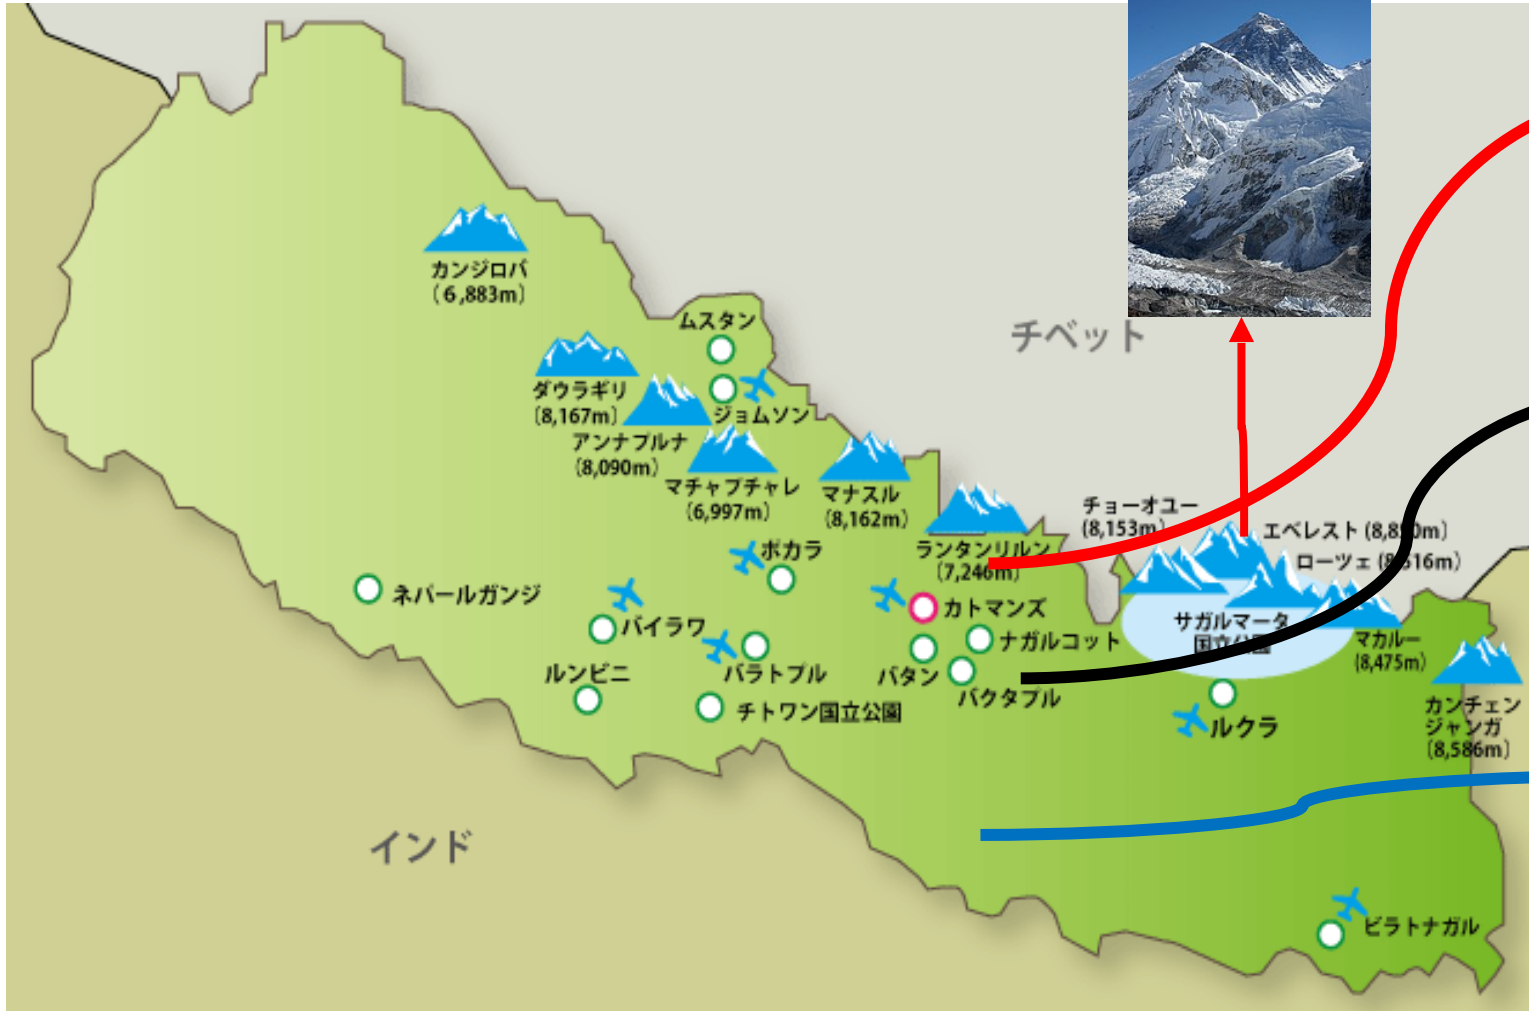 カンジロバ
(6,883m)
ムスタン
チベット
ダウラギリ
(8,167m)
ジョムソン
アンナプルナ
(8,090m)
マチャプチャレ
(6,997m)
マナスル
(8,162m)
チョーオユー
(8,153m)
エベレスト
ローツェ
ランタンリルン
(7,246m)
ポカラ
ネパールガンジ
カトマンズ
バイラワ
サガルマータ
国立公園
ナガルコット
マカルー
(8,475m)
ルンビニ
バラトプル
パタン
バクタプル
チトワン国立公園
ルクラ
カンチェン
ジャンガ
(8,586m)
インド
ビラトナガル